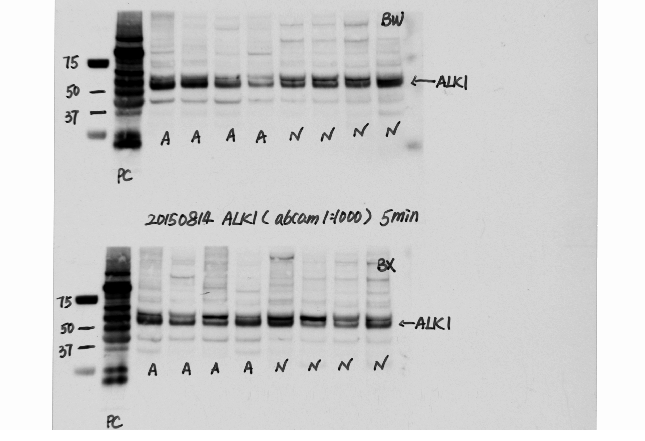 BW
75
50
37
←ALK1
A A A A N N N N
PC
20150814 ALK1 (abcam 1:1000) 5min
BX
75
50
37
←ALK1
A A A A N N N N
PC